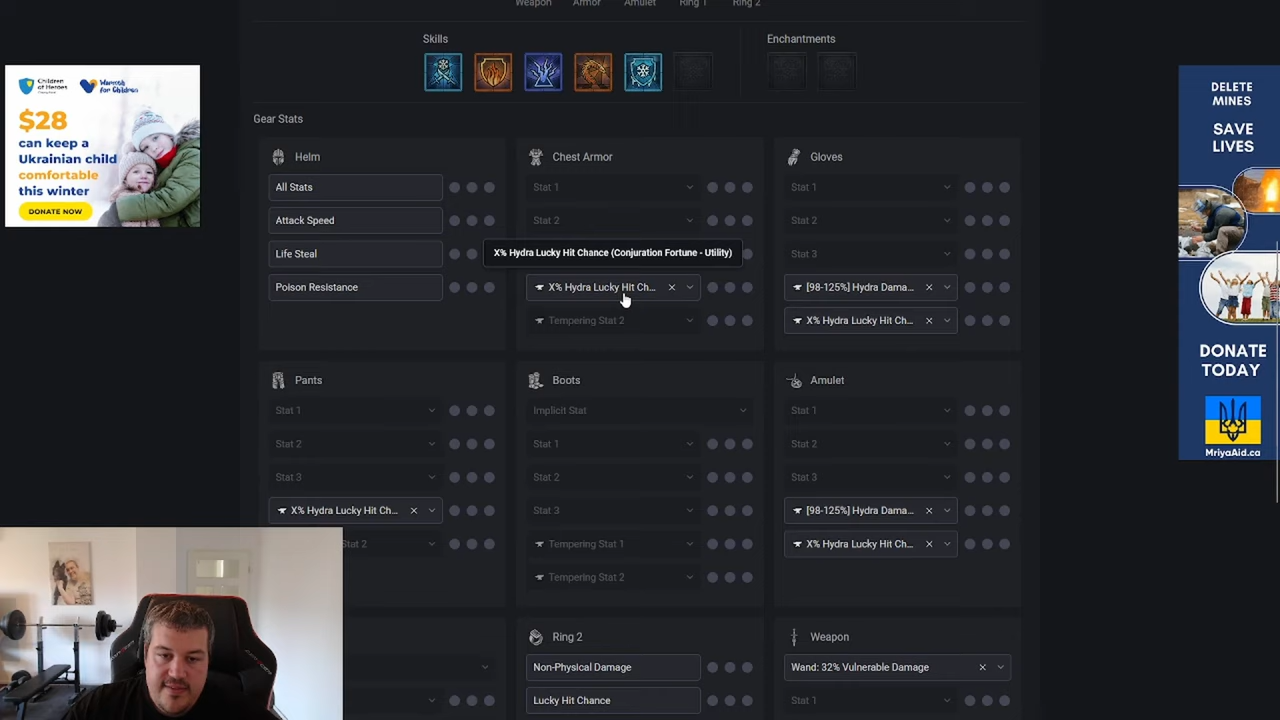 Weapon
Armor
Amulet
Ring 1
Ring 2
Skills
Enchantments
Children of Heroes
Warmth for Children
$28
can keep a
Ukrainian child
comfortable
this winter
DONATE NOW
DELETE
MINES
SAVE
LIVES
DONATE
TODAY
MriyaAid.ca
Gear Stats
Helm
All Stats
Attack Speed
Life Steal
Poison Resistance
Chest Armor
Stat 1
Stat 2
X% Hydra Lucky Hit Chance (Conjuration Fortune - Utility)
X% Hydra Lucky Hit Ch...
Tempering Stat 2
Gloves
Stat 1
Stat 2
Stat 3
[98-125%] Hydra Dama...
X% Hydra Lucky Hit Ch...
Pants
Stat 1
Stat 2
Stat 3
X% Hydra Lucky Hit Ch...
Stat 2
Boots
Implicit Stat
Stat 1
Stat 2
Stat 3
Tempering Stat 1
Tempering Stat 2
Amulet
Stat 1
Stat 2
Stat 3
[98-125%] Hydra Dama...
X% Hydra Lucky Hit Ch...
Ring 2
Non-Physical Damage
Lucky Hit Chance
Weapon
Wand: 32% Vulnerable Damage
Stat 1